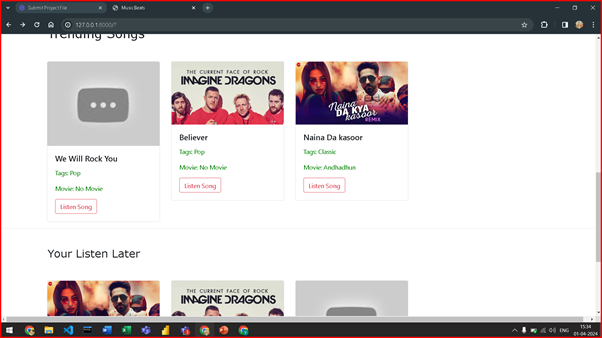 Submit Project File
MusicBeats
127.0.0.1:8000/?
Trending Songs
THE CURRENT FACE OF ROCK
IMAGINE DRAGONS
NAINA
DA KYA
KASOOR
REMIX
We Will Rock You
Tags: Pop
Movie: No Movie
Listen Song
Believer
Tags: Pop
Movie: No Movie
Listen Song
Naina Da kasoor
Tags: Classic
Movie: Andhadhun
Listen Song
Your Listen Later
THE CURRENT FACE OF ROCK
IMAGINE DRAGONS
ENG
15:34
01-04-2024